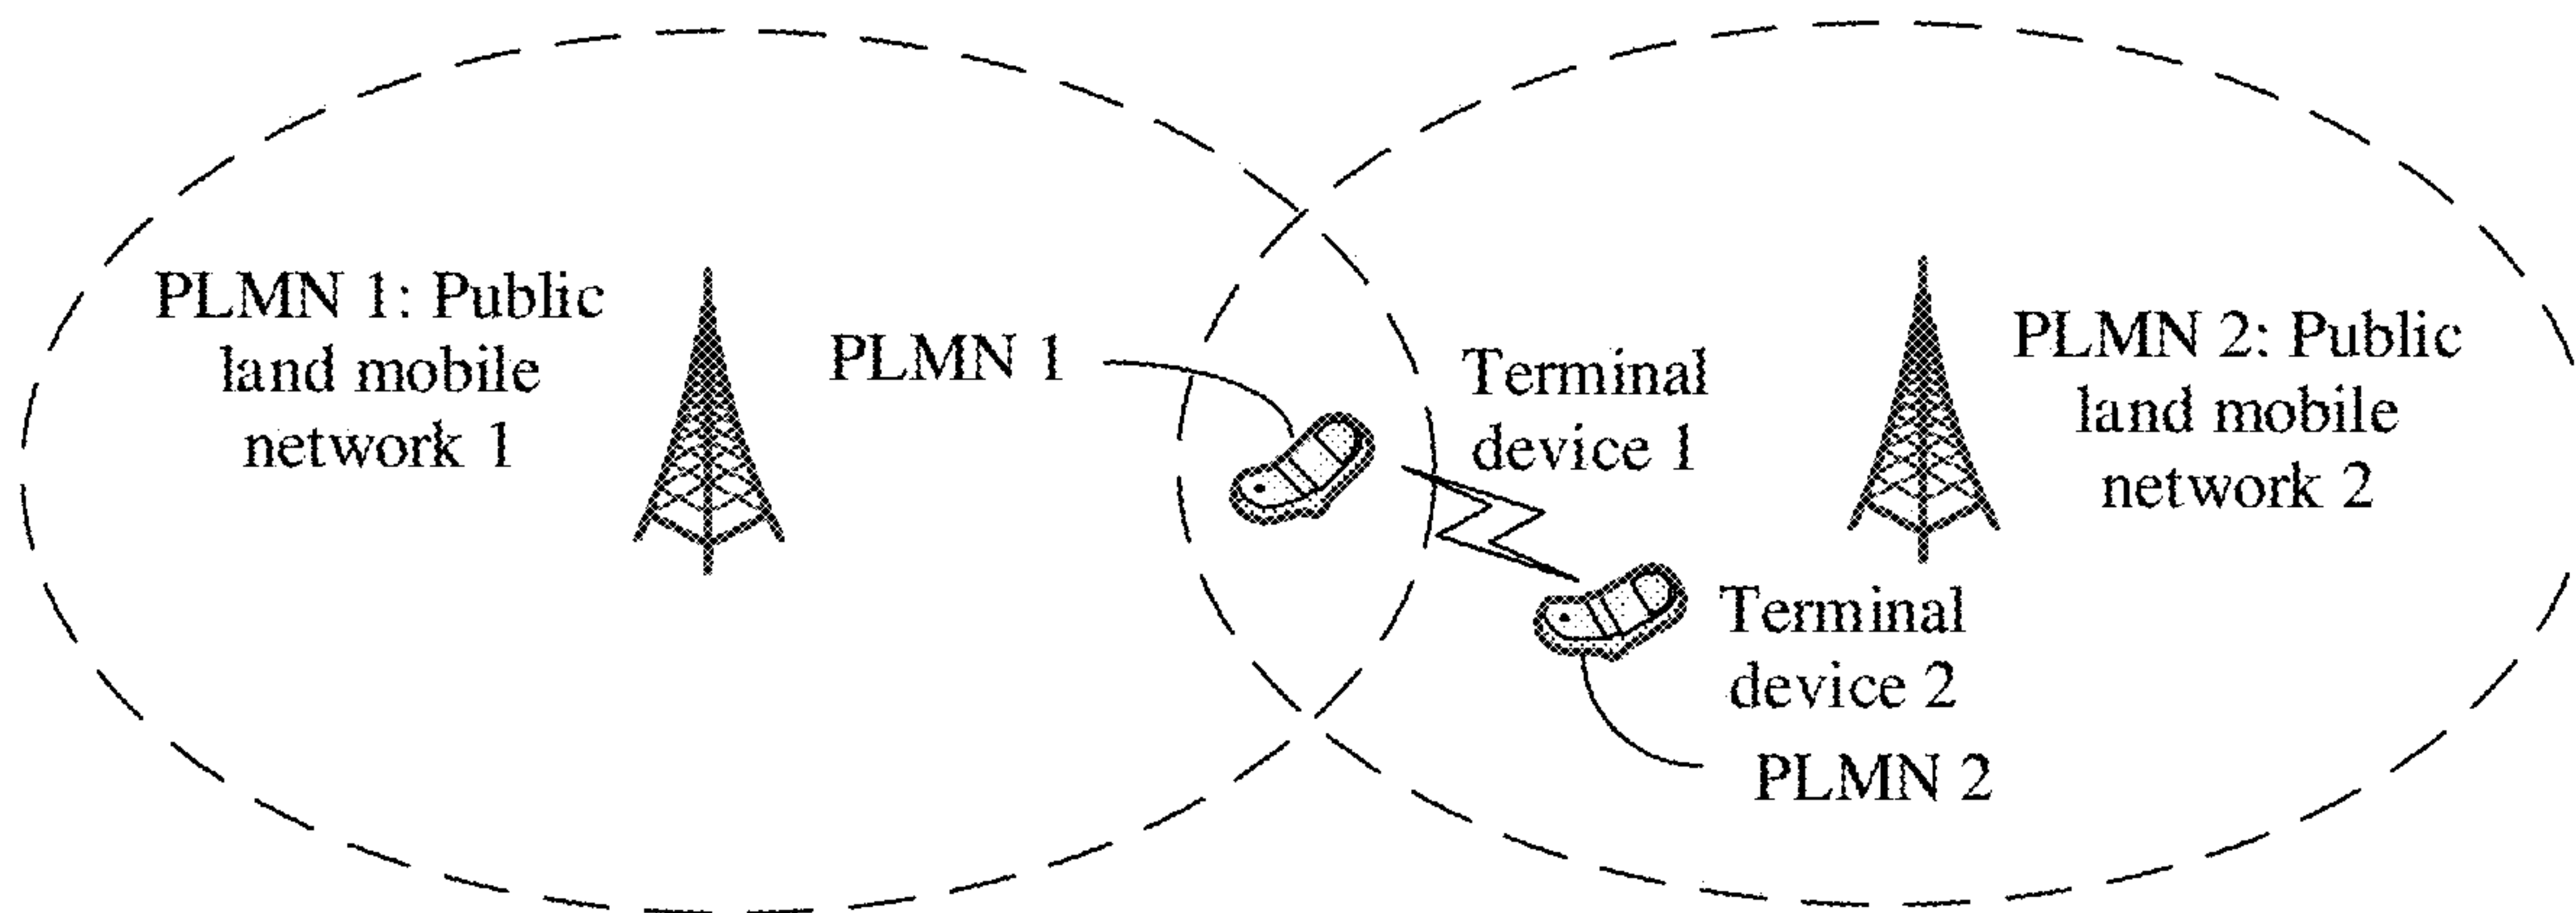 PLMN 1: Public
land mobile
network 1
PLMN 1
Terminal
device 1
PLMN 2: Public
land mobile
network 2
Terminal
device 2
PLMN 2